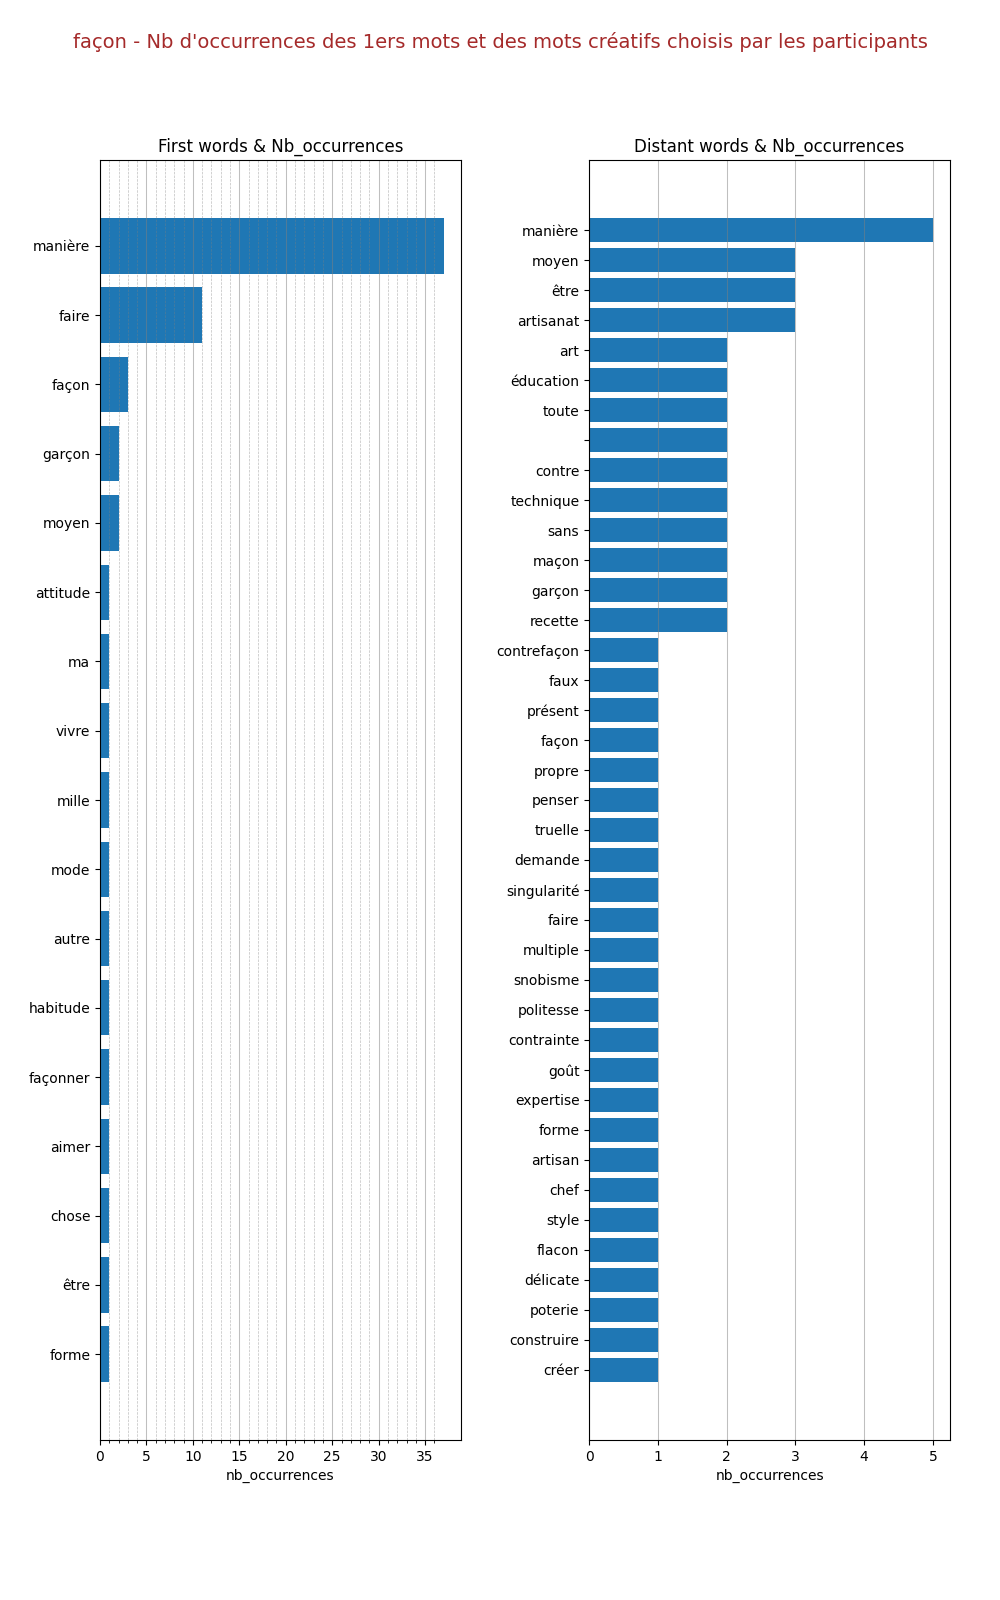 façon - Nb d'occurrences des 1ers mots et des mots créatifs choisis par les participants
First words & Nb_occurrences
manière
faire
façon
garçon
moyen
attitude
ma
vivre
mille
mode
autre
habitude
façonner
aimer
chose
être
forme
0 5 10 15 20 25 30 35
nb_occurrences
Distant words & Nb_occurrences
manière
moyen
être
artisanat
art
éducation
toute
contre
technique
sans
maçon
garçon
recette
contrefaçon
faux
présent
façon
propre
penser
truelle
demande
singularité
faire
multiple
snobisme
politesse
contrainte
goût
expertise
forme
artisan
chef
style
flacon
délicate
poterie
construire
créer
0 1 2 3 4 5
nb_occurrences